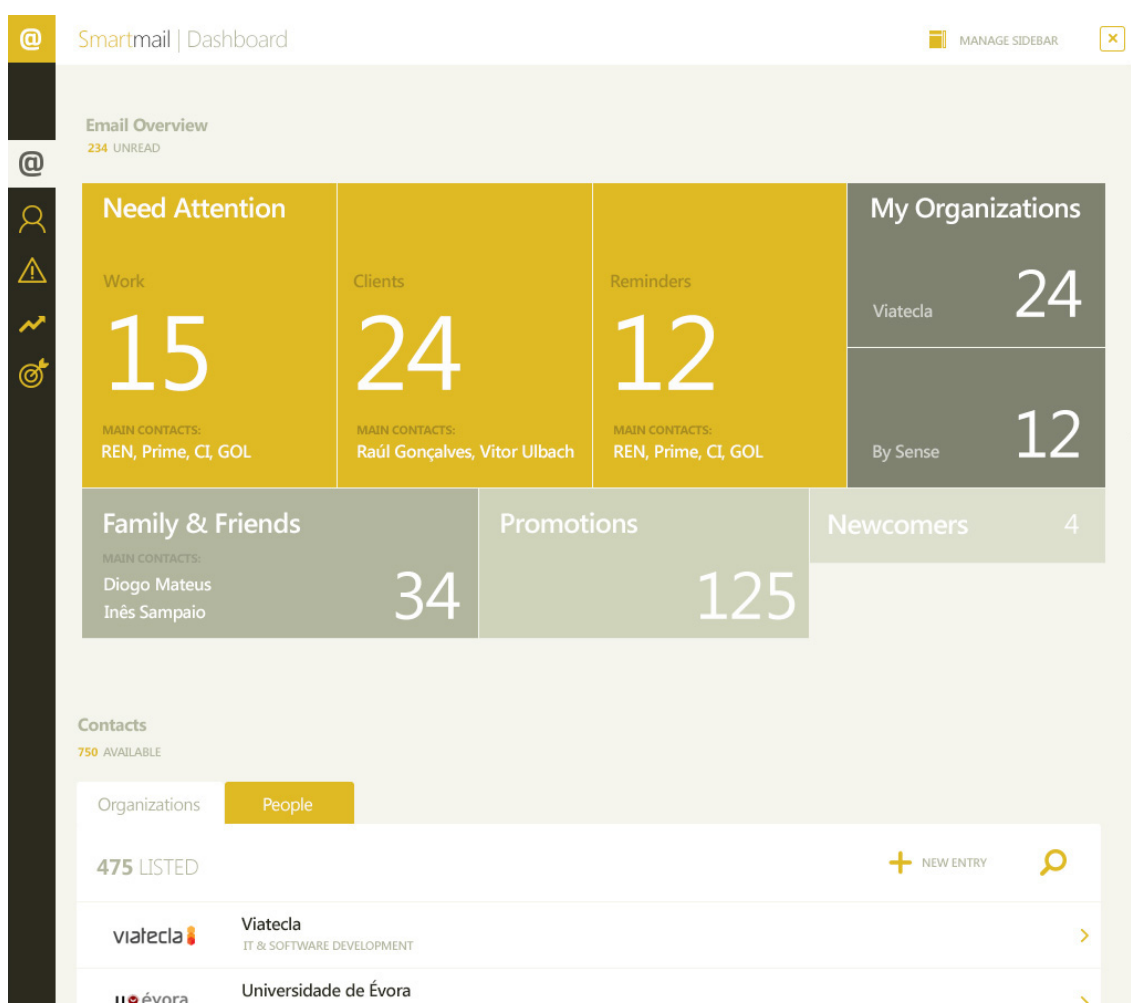 @
Smartmail | Dashboard
MANAGE SIDEBAR
@
Email Overview
234 UNREAD
Need Attention
Work
15
MAIN CONTACTS:
REN, Prime, CI, GOL
Clients
24
MAIN CONTACTS:
Raúl Gonçalves, Vitor Ulbach
Reminders
12
MAIN CONTACTS:
REN, Prime, CI, GOL
My Organizations
Viatecla
24
By Sense
12
Family & Friends
MAIN CONTACTS:
Diogo Mateus
Inês Sampaio
34
Promotions
125
Newcomers
4
Contacts
750 AVAILABLE
Organizations
People
475 LISTED
NEW ENTRY
viatecla
Viatecla
IT & SOFTWARE DEVELOPMENT
évora
Universidade de Évora